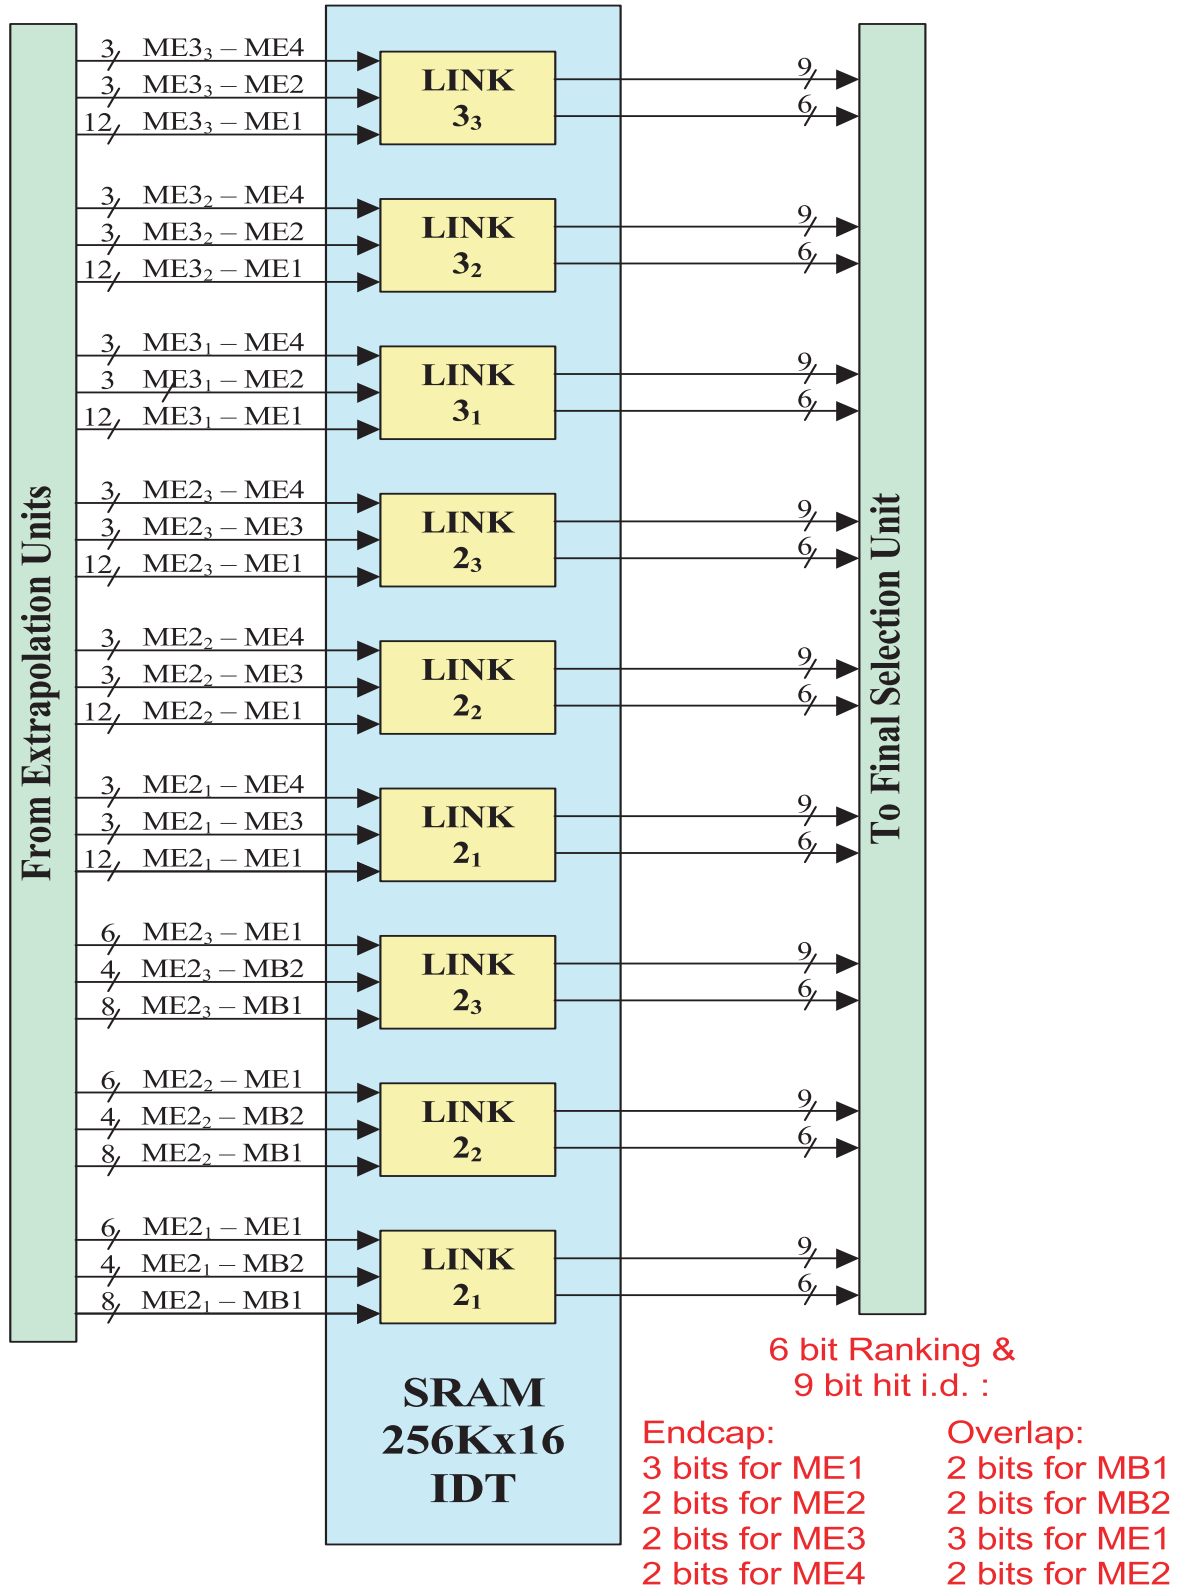 From Extrapolation Units
3 ME3₃ – ME4
3 ME3₃ – ME2
12 ME3₃ – ME1
LINK
3₃
9
6
3 ME3₂ – ME4
3 ME3₂ – ME2
12 ME3₂ – ME1
LINK
3₂
9
6
3 ME3₁ – ME4
3 ME3₁ – ME2
12 ME3₁ – ME1
LINK
3₁
9
6
3 ME2₃ – ME4
3 ME2₃ – ME3
12 ME2₃ – ME1
LINK
2₃
9
6
3 ME2₂ – ME4
3 ME2₂ – ME3
12 ME2₂ – ME1
LINK
2₂
9
6
3 ME2₁ – ME4
3 ME2₁ – ME3
12 ME2₁ – ME1
LINK
2₁
9
6
6 ME2₃ – ME1
4 ME2₃ – MB2
8 ME2₃ – MB1
LINK
2₃
9
6
6 ME2₂ – ME1
4 ME2₂ – MB2
8 ME2₂ – MB1
LINK
2₂
9
6
6 ME2₁ – ME1
4 ME2₁ – MB2
8 ME2₁ – MB1
LINK
2₁
9
6
To Final Selection Unit
SRAM
256Kx16
IDT
6 bit Ranking &
9 bit hit i.d. :
Endcap:
3 bits for ME1
2 bits for ME2
2 bits for ME3
2 bits for ME4
Overlap:
2 bits for MB1
2 bits for MB2
3 bits for ME1
2 bits for ME2